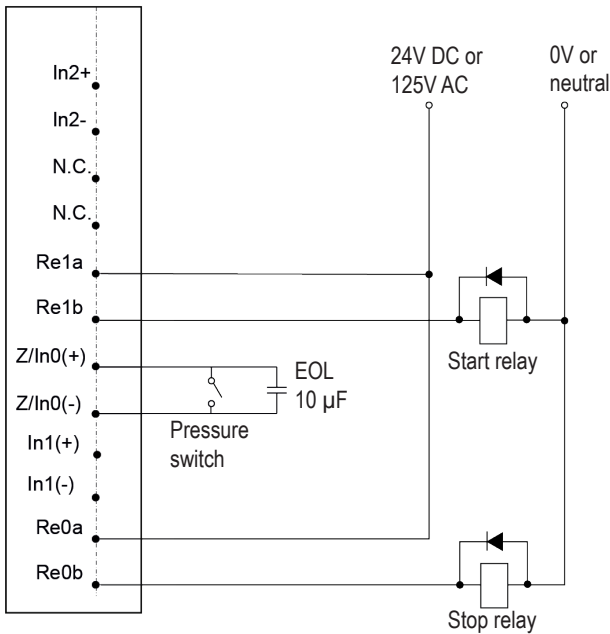 24V DC or
125V AC
0V or
neutral
In2+
In2-
N.C.
N.C.
Re1a
Re1b
Start relay
Z/In0(+)
Z/In0(-)
EOL
10 µF
Pressure
switch
In1(+)
In1(-)
Re0a
Re0b
Stop relay